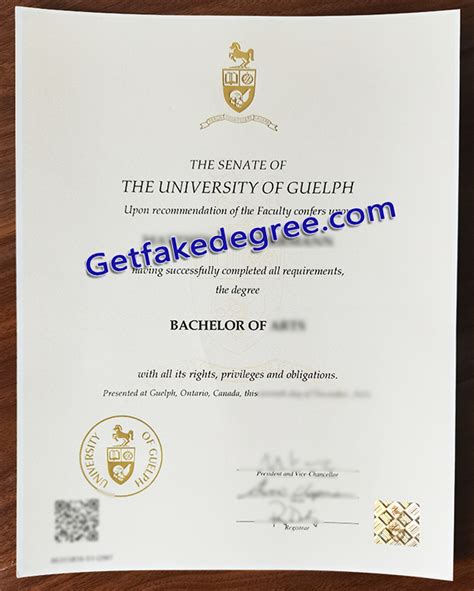 THE SENATE OF
THE UNIVERSITY OF GUELPH
Upon recommendation of the Faculty confers upon
Getfakedegree.com
having successfully completed all requirements,
the degree
BACHELOR OF
with all its rights, privileges and obligations.
Presented at Guelph, Ontario, Canada, this
UNIVERSITY OF GUELPH
President and Vice-Chancellor
Registrar